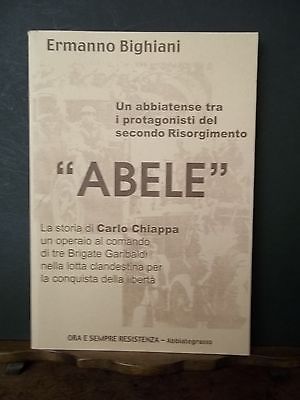 Ermanno Bighiani
Un abbiatense tra
i protagonisti del
secondo Risorgimento
"ABELE"
La storia di Carlo Chiappa
un operaio al comando
di tre Brigate Garibaldi
nella lotta clandestina per
la conquista della libertà
ORA E SEMPRE RESISTENZA – Abbiategrasso